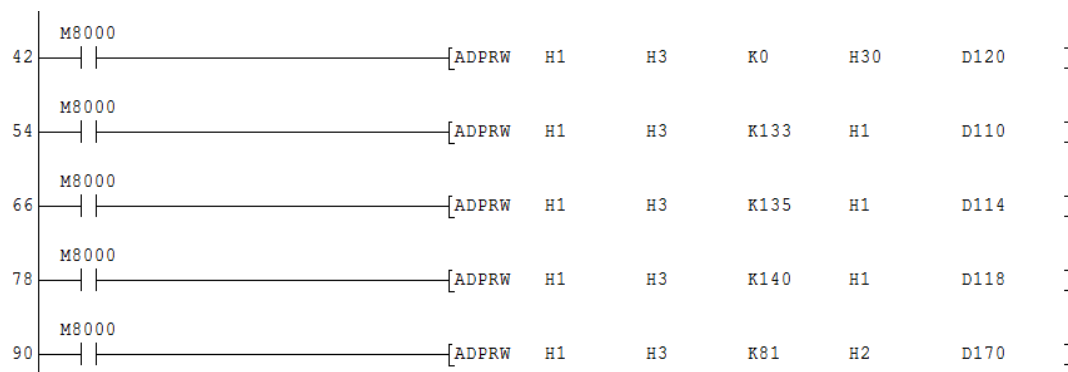 M8000
42 [ADPRW H1 H3 K0 H30 D120 ]
M8000
54 [ADPRW H1 H3 K133 H1 D110 ]
M8000
66 [ADPRW H1 H3 K135 H1 D114 ]
M8000
78 [ADPRW H1 H3 K140 H1 D118 ]
M8000
90 [ADPRW H1 H3 K81 H2 D170 ]